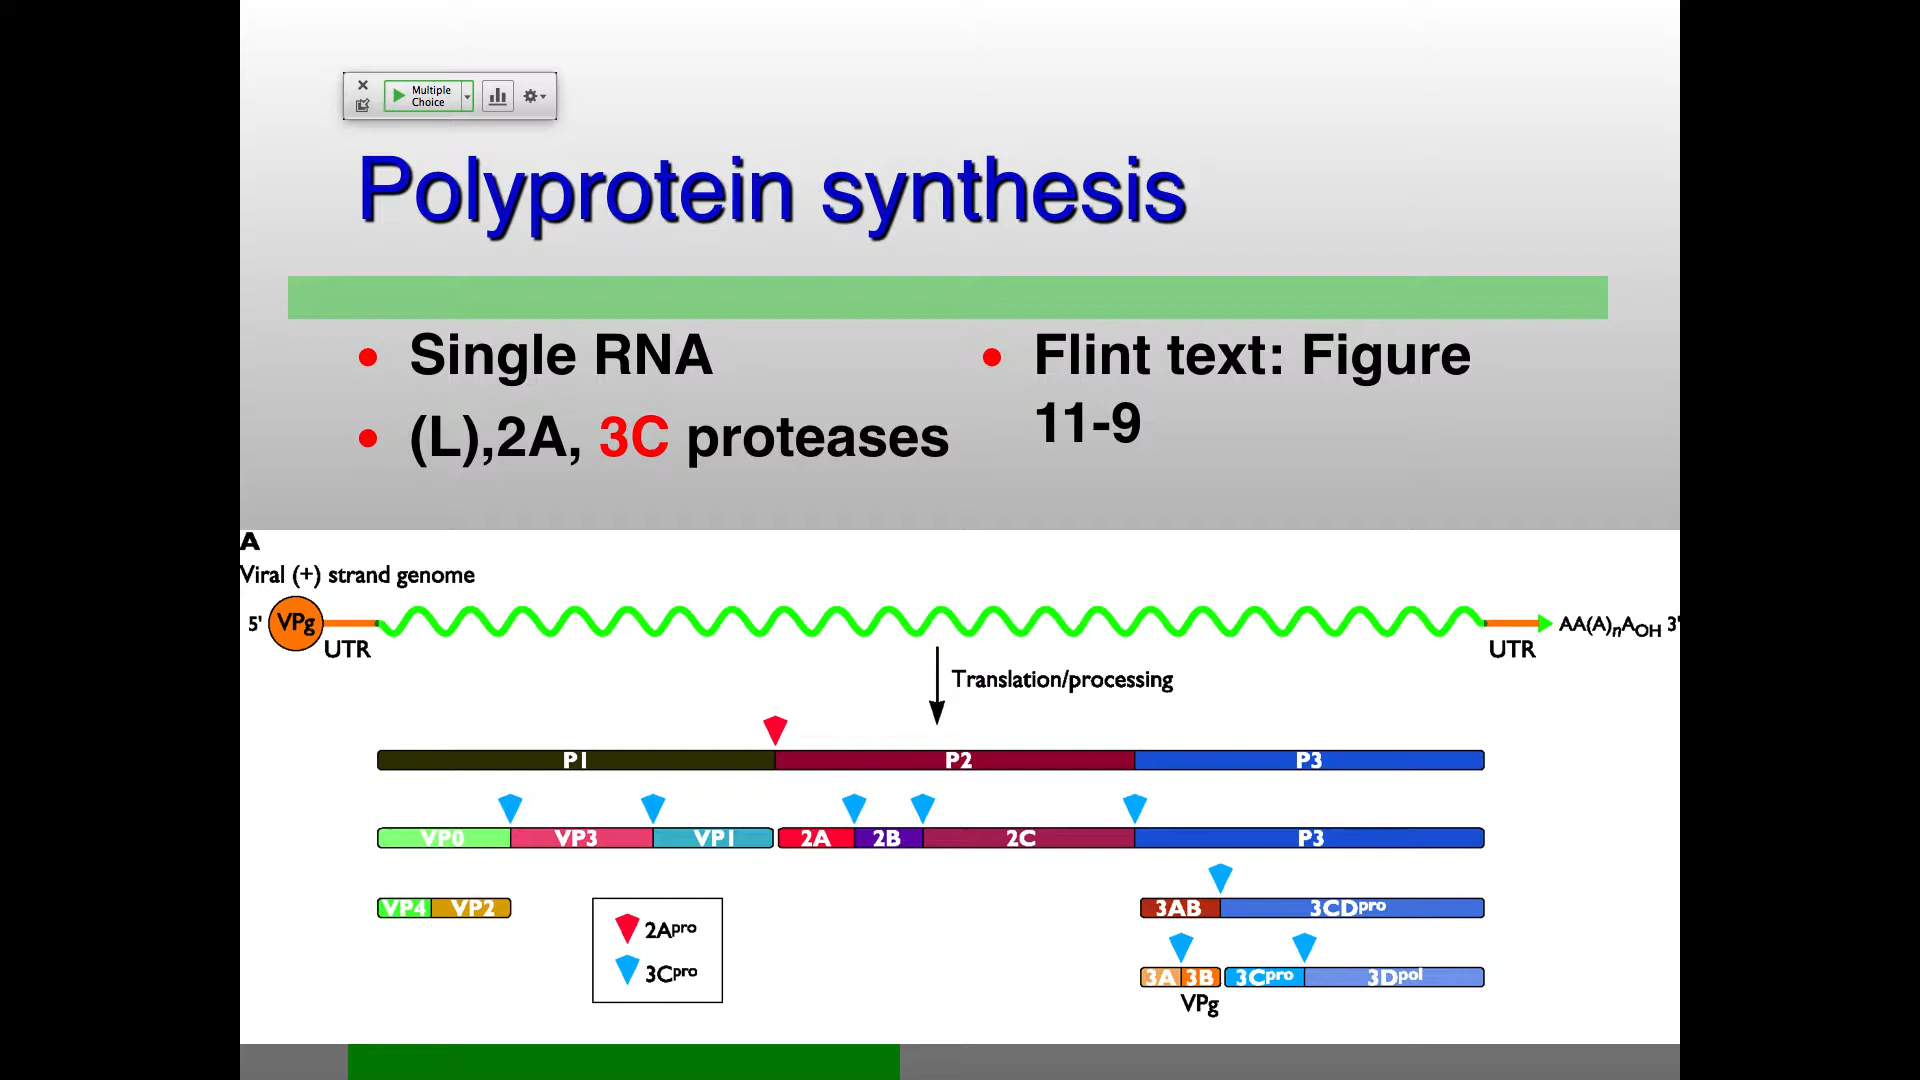 Multiple
Choice
Polyprotein synthesis
• Single RNA
• (L),2A, 3C proteases
• Flint text: Figure
11-9
A
Viral (+) strand genome
5' VPg AA(A)nAOH 3'
UTR UTR
Translation/processing
P1 P2 P3
VP0 VP3 VP1 2A 2B 2C P3
VP4 VP2 3AB 3CDpro
2Apro
3Cpro
3A 3B 3Cpro 3Dpol
VPg